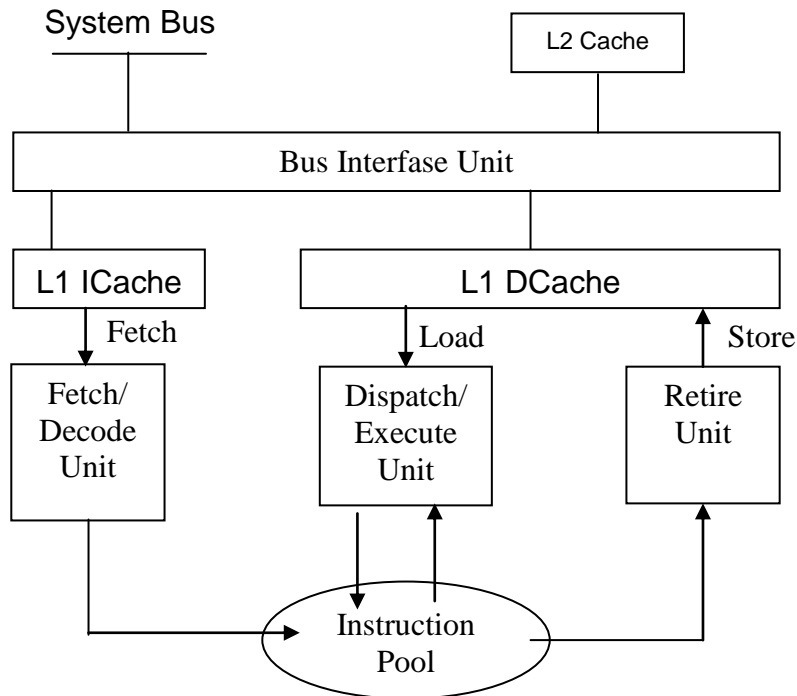 System Bus
L2 Cache
Bus Interfase Unit
L1 ICache
L1 DCache
Fetch
Load
Store
Fetch/
Decode
Unit
Dispatch/
Execute
Unit
Retire
Unit
Instruction
Pool